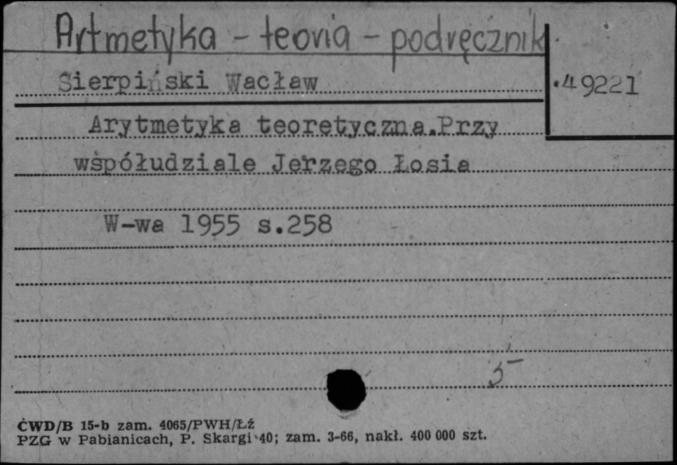 Artmetyka - teoria - podręcznik
Sierpiński Wacław
49221
Arytmetyka teoretyczna.Przy
współudziale Jerzego Łosia
W-wa 1955 s.258
5
ĆWD/B 15-b zam. 4065/PWH/Łź
PZG w Pabianicach, P. Skargi 40; zam. 3-66, nakł. 400 000 szt.